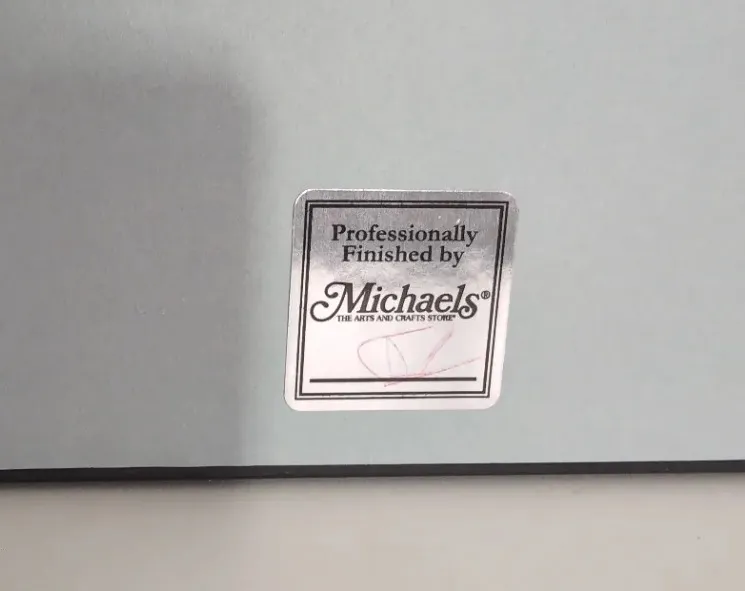 Professionally
Finished by
Michaels®
THE ARTS AND CRAFTS STORE®